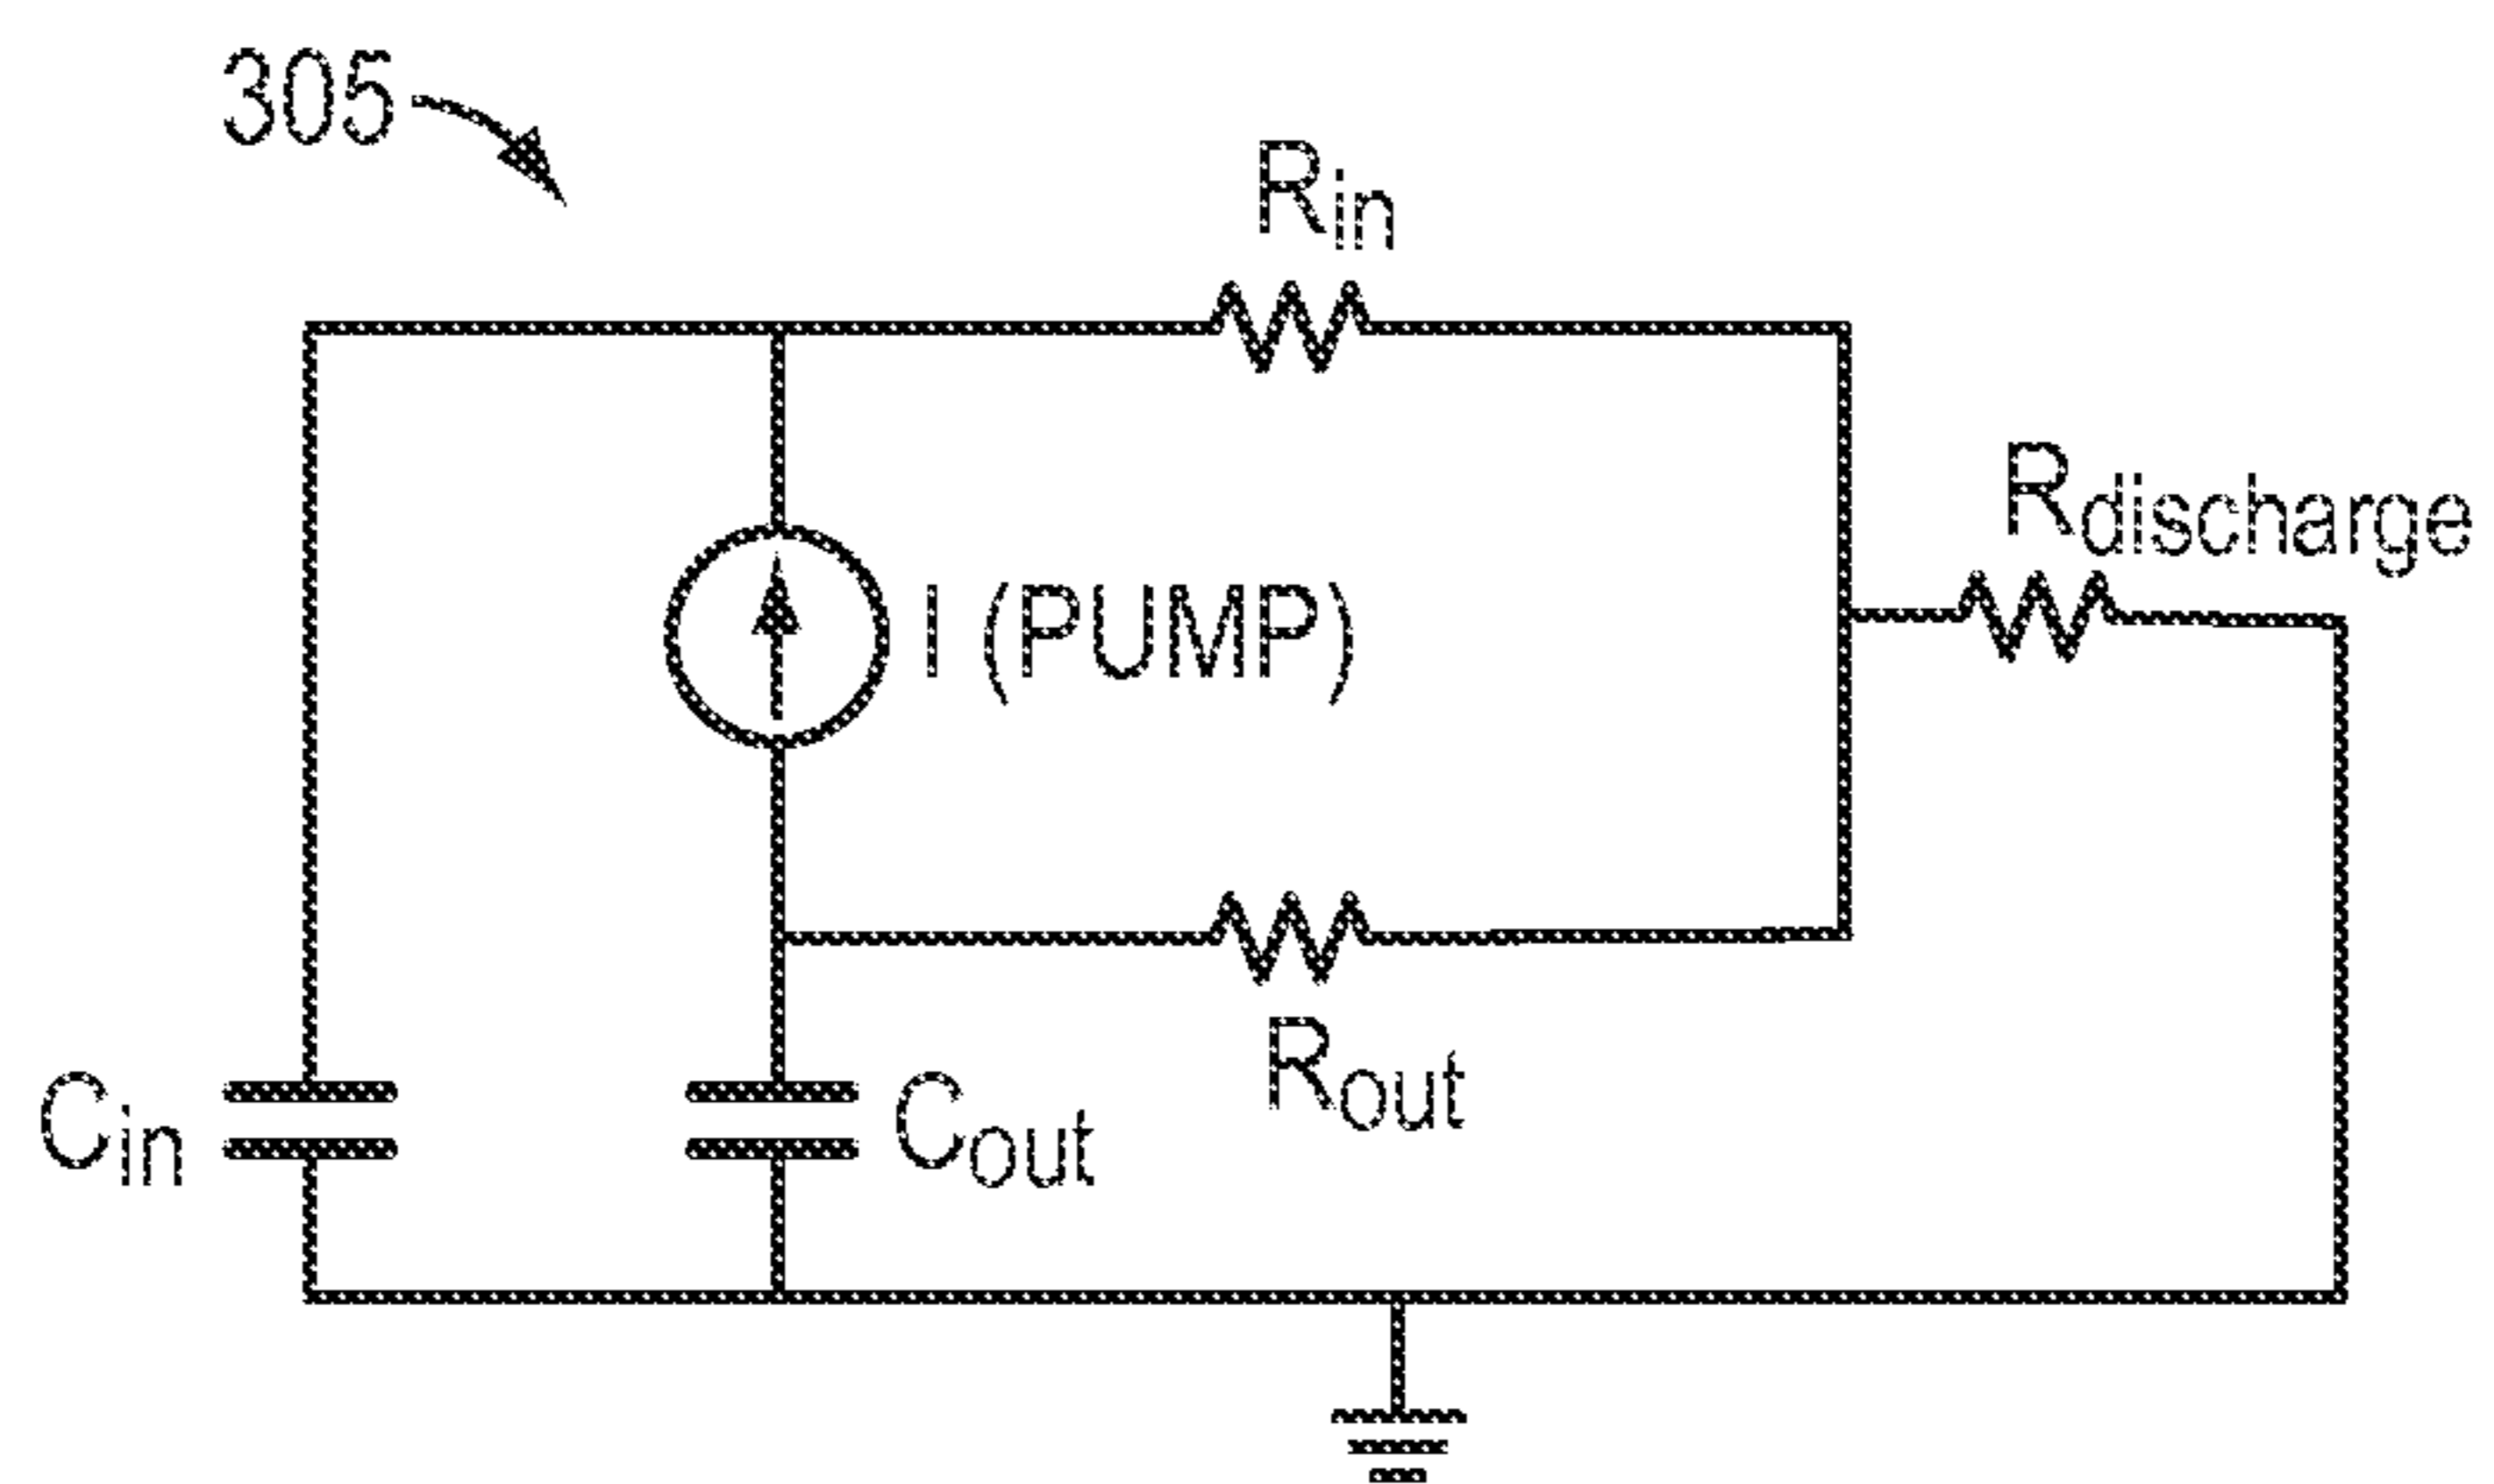 305
Rin
Rdischarge
I (PUMP)
Rout
Cin
Cout